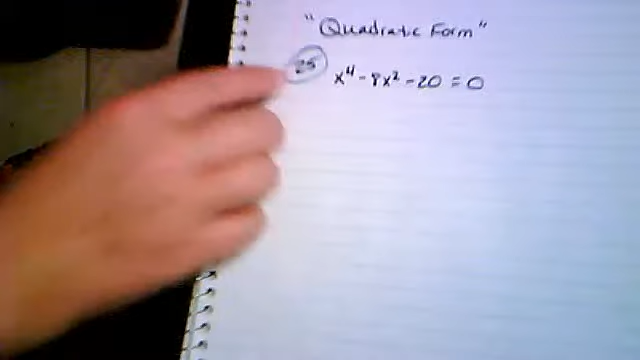 "Quadratic Form"
25 x⁴ - 8x² - 20 = 0